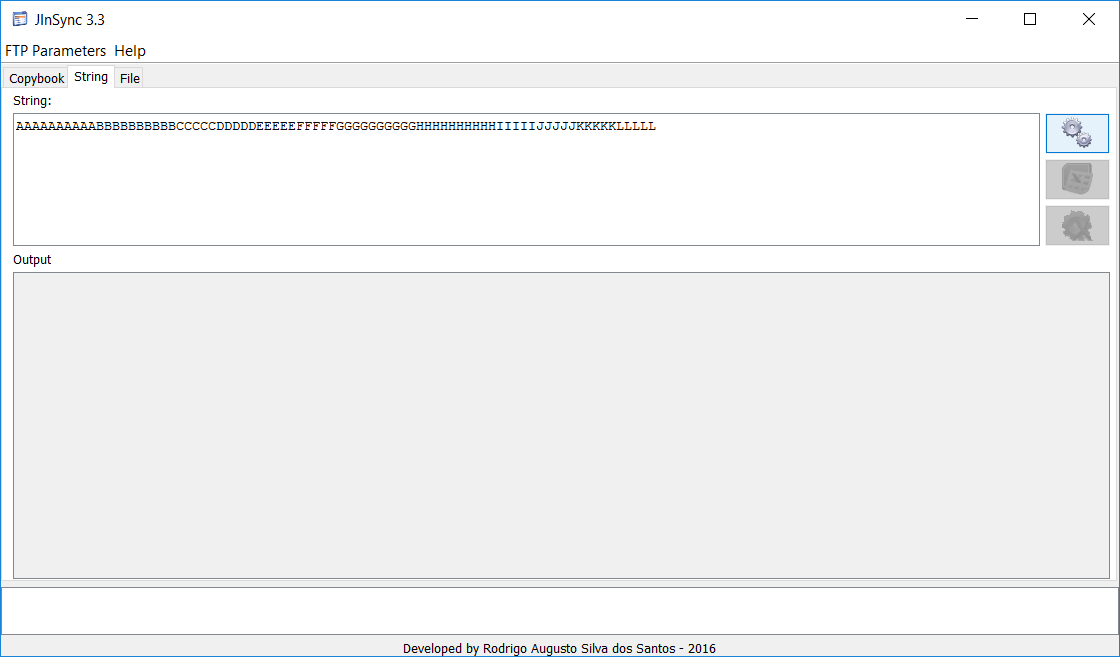 JInSync 3.3
FTP Parameters Help
Copybook String File
String:
AAAAAAAAAABBBBBBBBBBCCCCCDDDDDEEEEEFFFFFGGGGGGGGGGHHHHHHHHHHIIIIIJJJJJKKKKKLLLLL
Output
Developed by Rodrigo Augusto Silva dos Santos - 2016